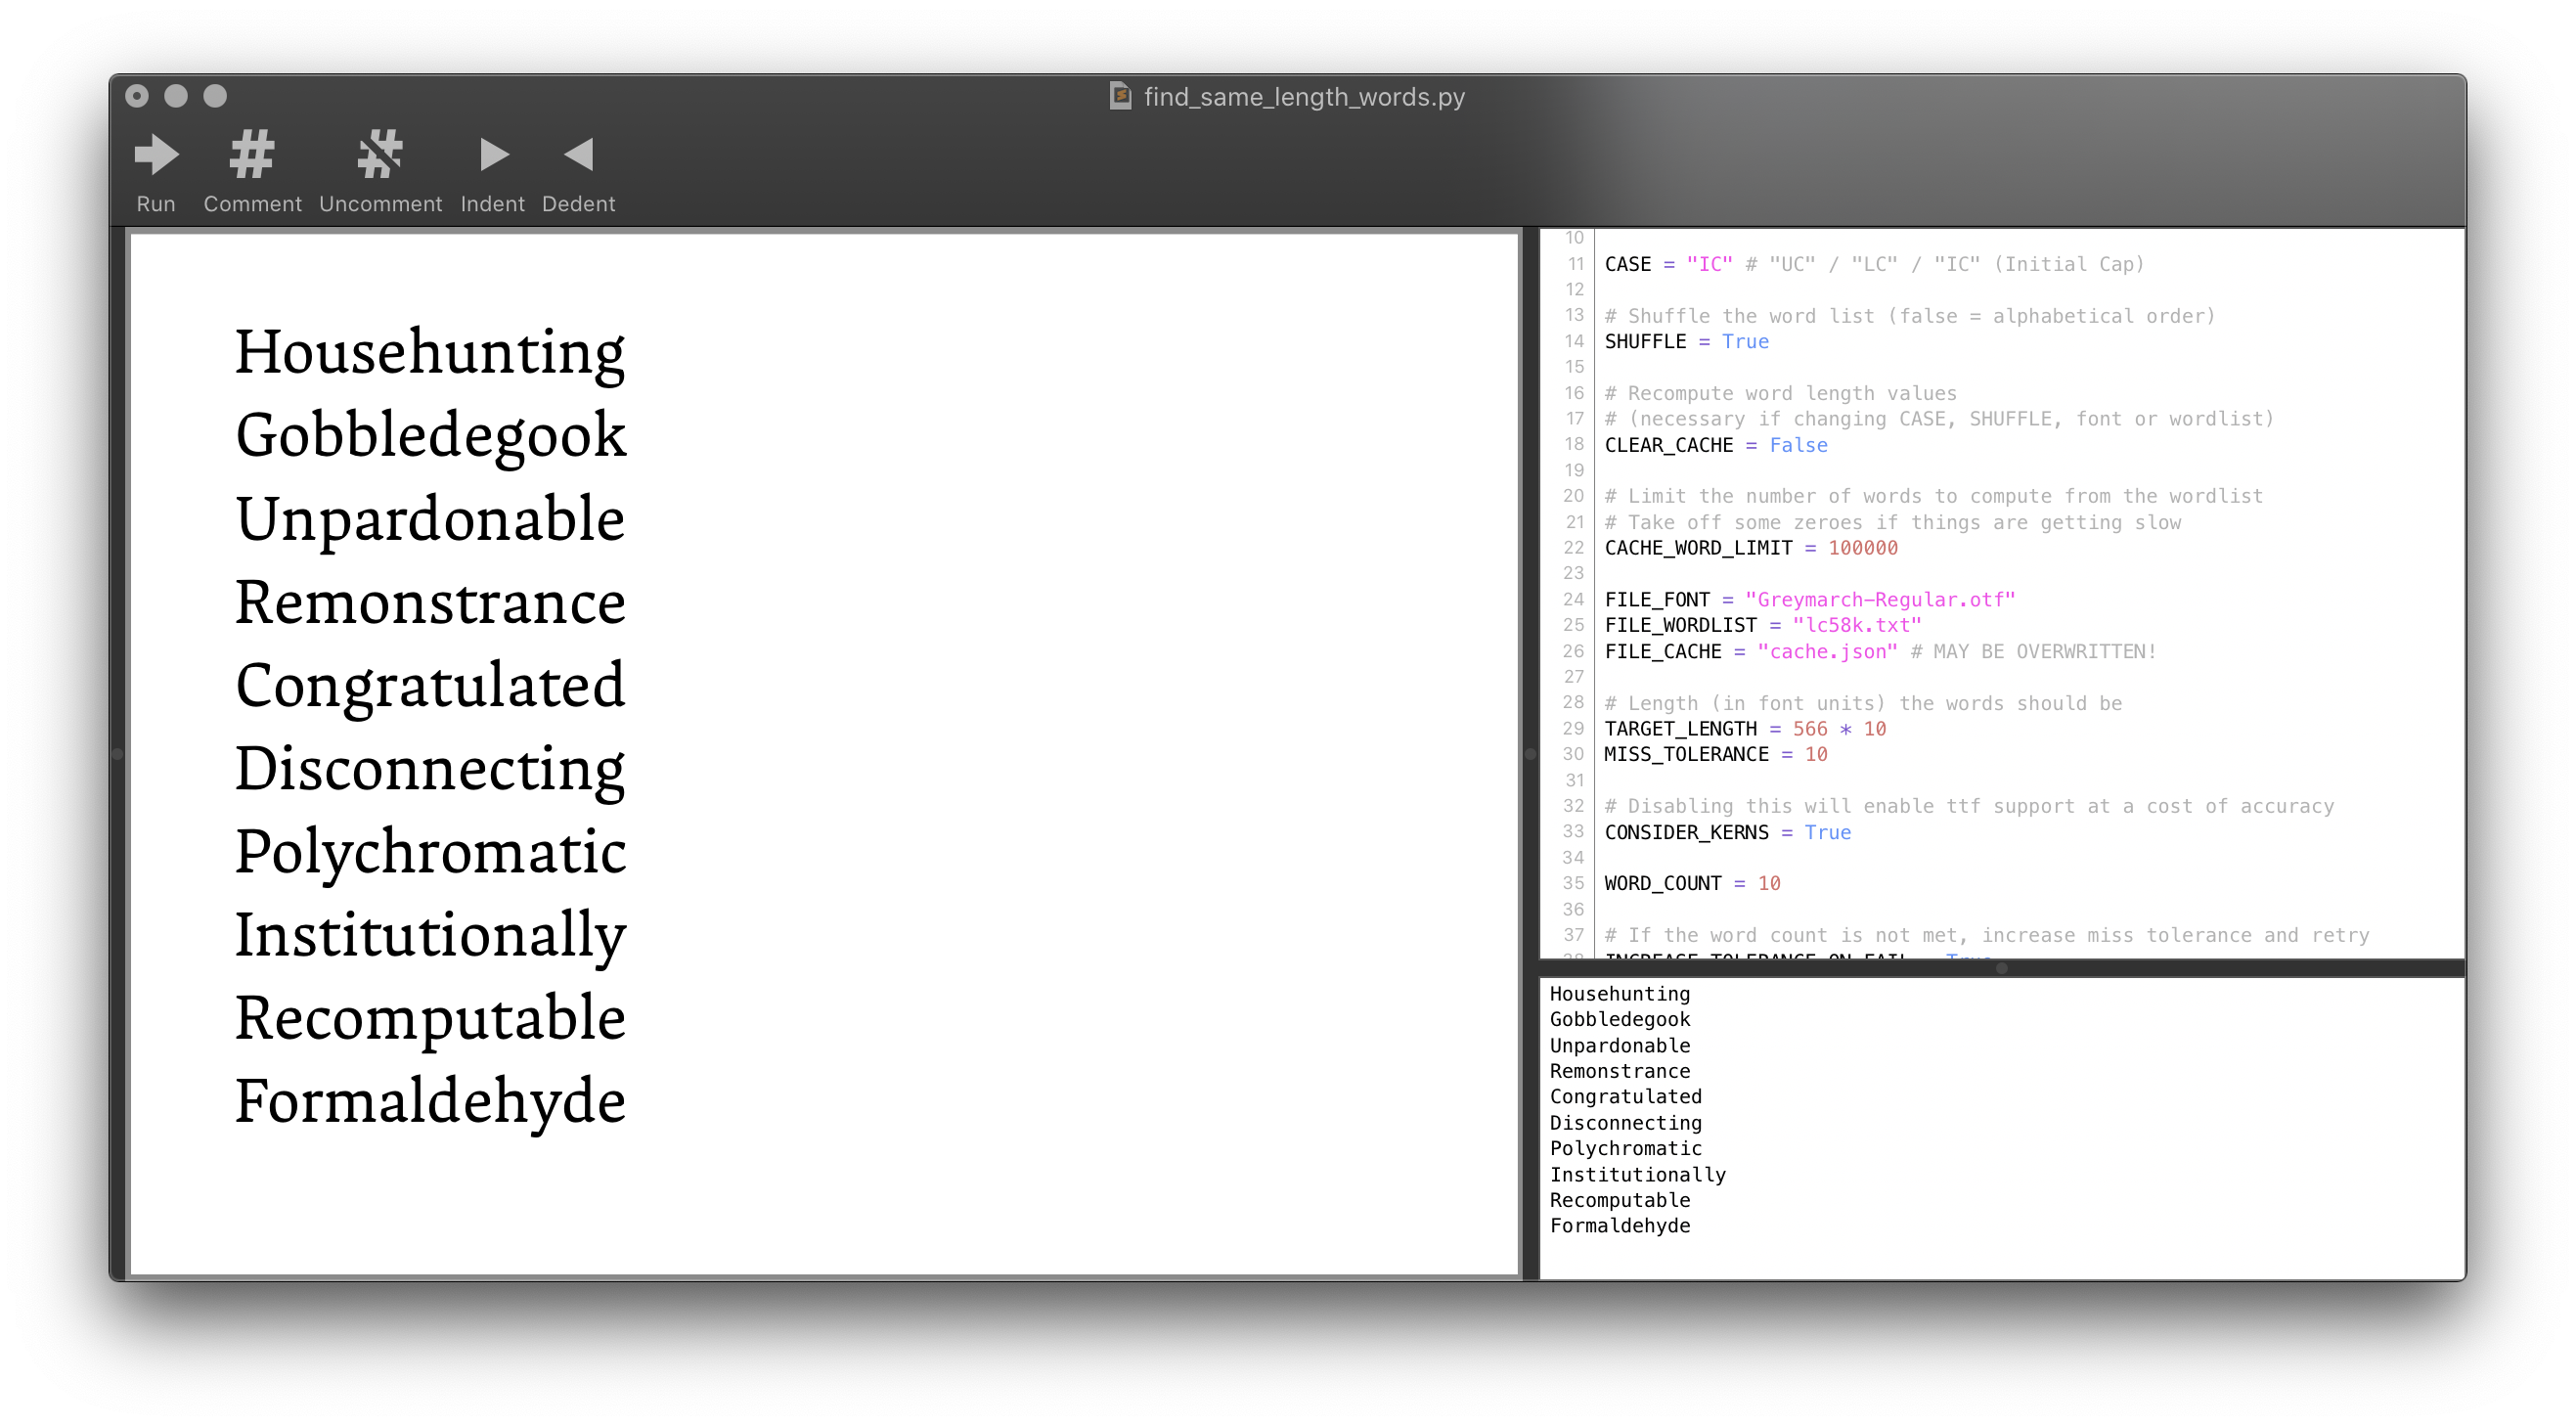 find_same_length_words.py
Run Comment Uncomment Indent Dedent
Househunting
Gobbledegook
Unpardonable
Remonstrance
Congratulated
Disconnecting
Polychromatic
Institutionally
Recomputable
Formaldehyde
10
11 CASE = "IC" # "UC" / "LC" / "IC" (Initial Cap)
12
13 # Shuffle the word list (false = alphabetical order)
14 SHUFFLE = True
15
16 # Recompute word length values
17 # (necessary if changing CASE, SHUFFLE, font or wordlist)
18 CLEAR_CACHE = False
19
20 # Limit the number of words to compute from the wordlist
21 # Take off some zeroes if things are getting slow
22 CACHE_WORD_LIMIT = 100000
23
24 FILE_FONT = "Greymarch-Regular.otf"
25 FILE_WORDLIST = "lc58k.txt"
26 FILE_CACHE = "cache.json" # MAY BE OVERWRITTEN!
27
28 # Length (in font units) the words should be
29 TARGET_LENGTH = 566 * 10
30 MISS_TOLERANCE = 10
31
32 # Disabling this will enable ttf support at a cost of accuracy
33 CONSIDER_KERNS = True
34
35 WORD_COUNT = 10
36
37 # If the word count is not met, increase miss tolerance and retry
38 INCREASE_TOLERANCE_ON_FAIL = True
Househunting
Gobbledegook
Unpardonable
Remonstrance
Congratulated
Disconnecting
Polychromatic
Institutionally
Recomputable
Formaldehyde